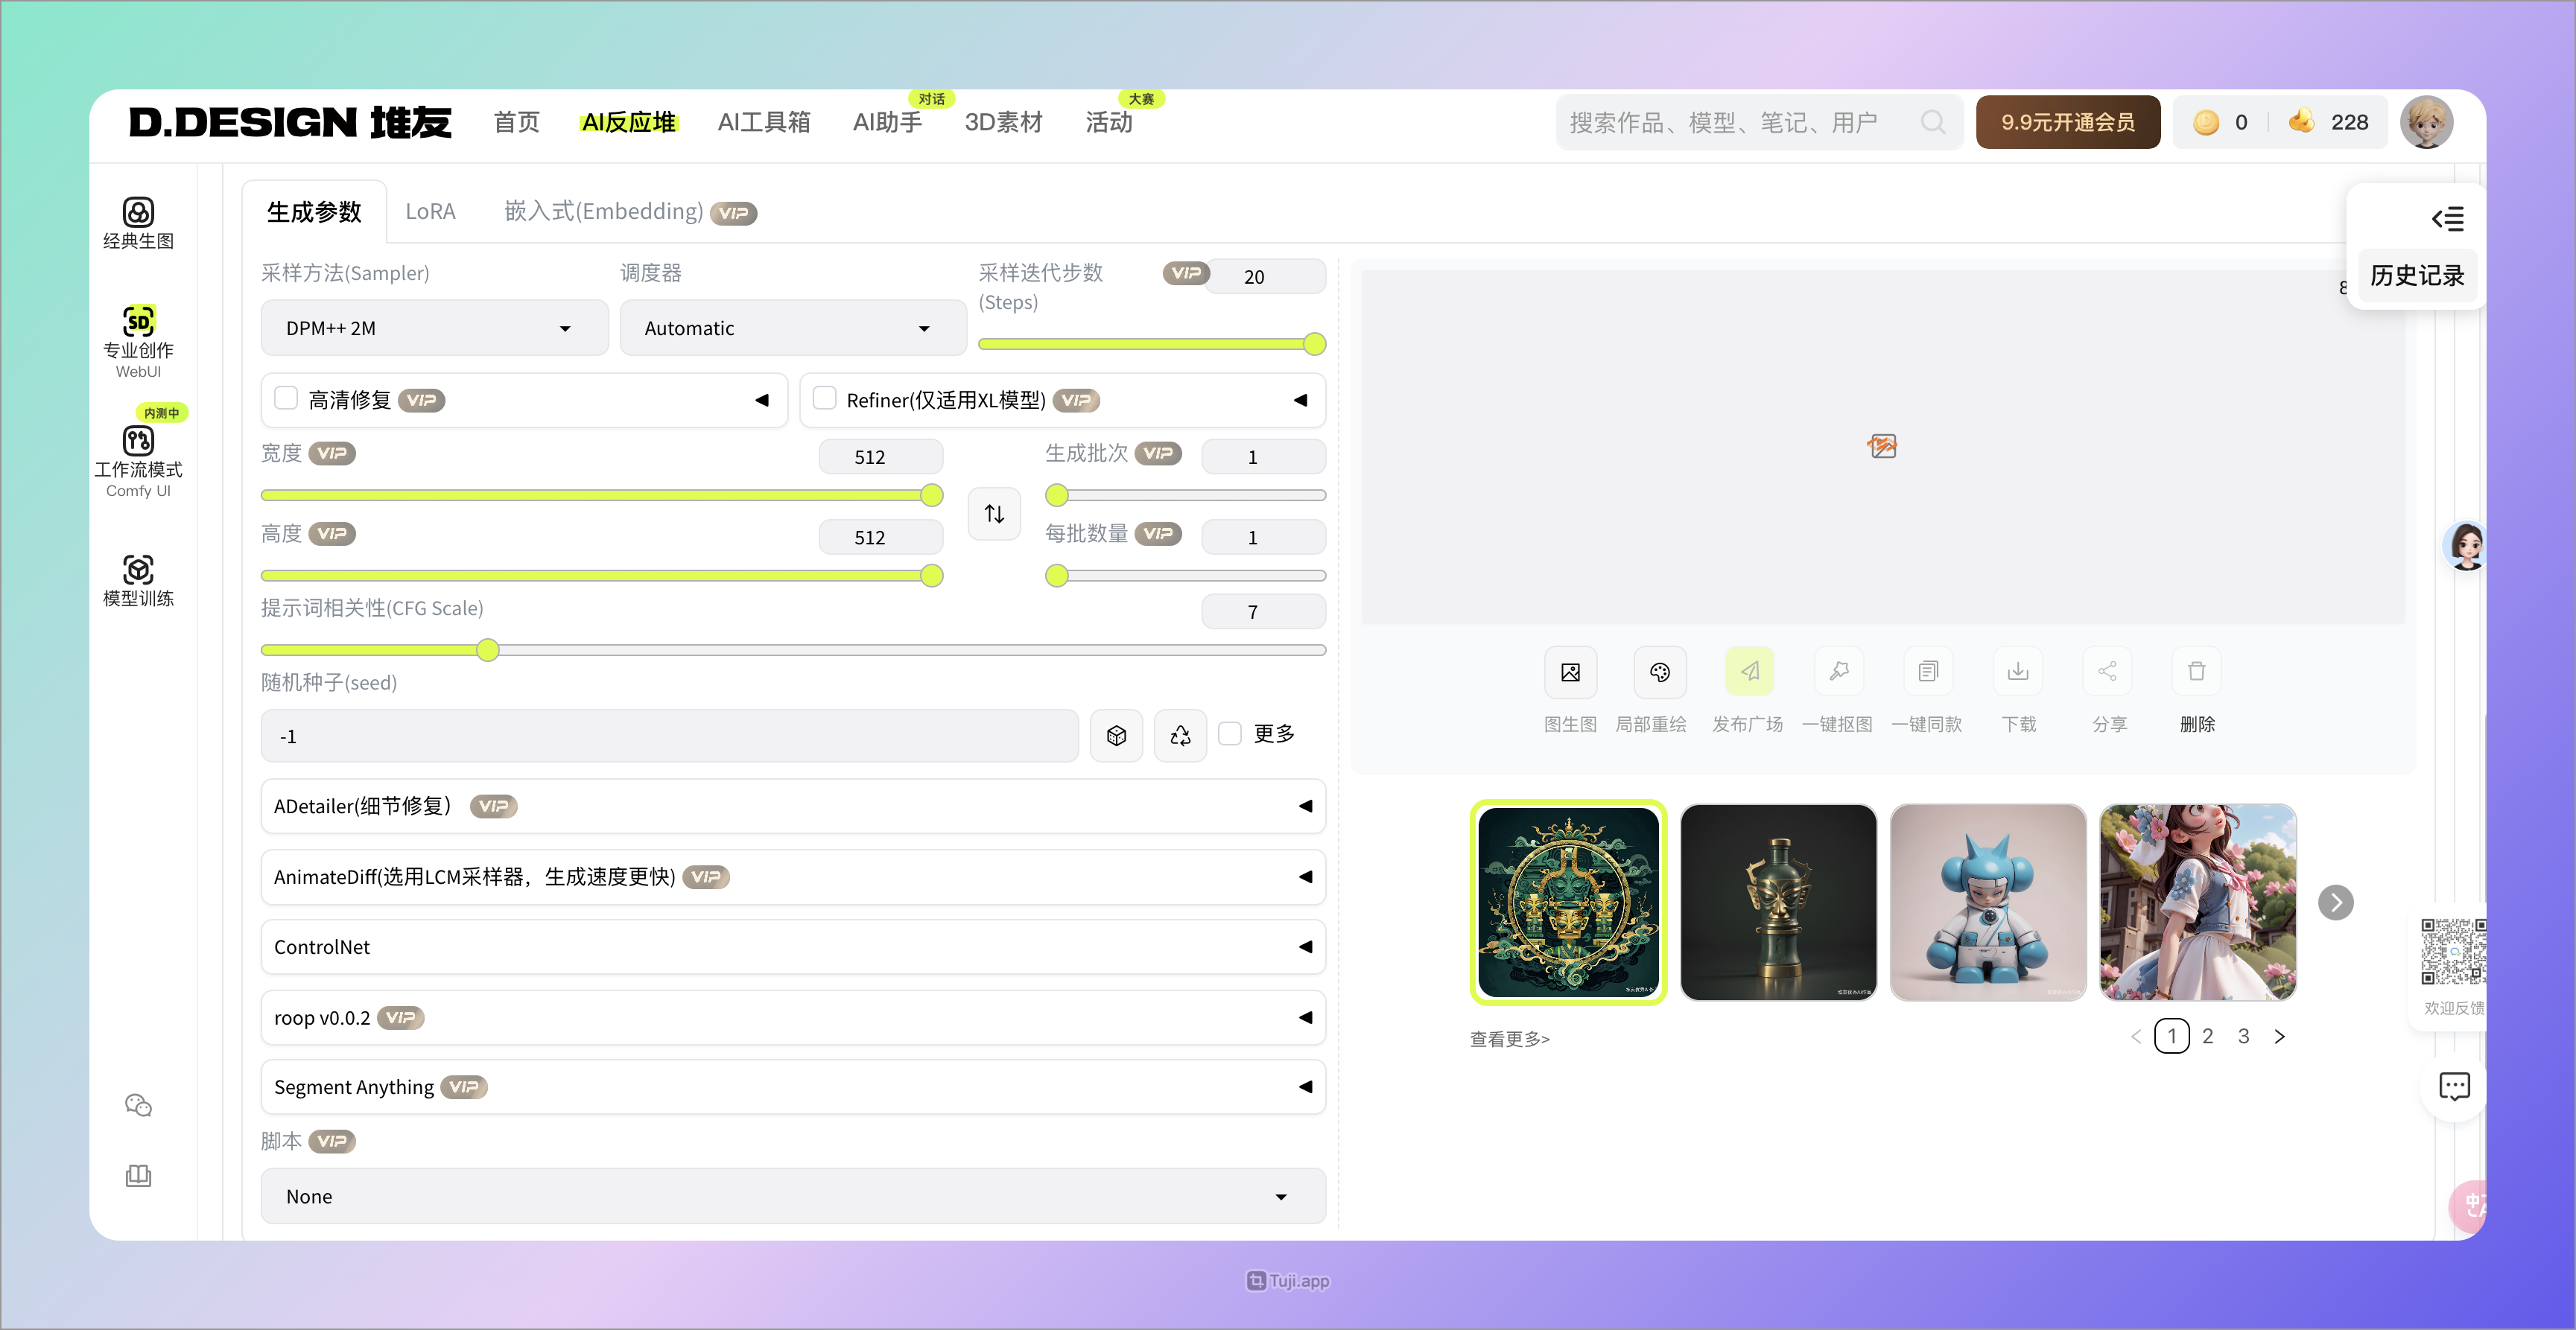 D.DESIGN 堆友
首页
AI反应堆
AI工具箱
AI助手
对话
3D素材
活动
大赛
搜索作品、模型、笔记、用户
9.9元开通会员
0
228
经典生图
SD
专业创作
WebUI
内测中
工作流模式
Comfy UI
模型训练
生成参数
LoRA
嵌入式(Embedding) VIP
历史记录
采样方法(Sampler)
DPM++ 2M
调度器
Automatic
采样迭代步数
(Steps)
VIP
20
高清修复 VIP
Refiner(仅适用XL模型) VIP
宽度 VIP
512
生成批次 VIP
1
高度 VIP
512
每批数量 VIP
1
提示词相关性(CFG Scale)
7
随机种子(seed)
-1
更多
ADetailer(细节修复） VIP
AnimateDiff(选用LCM采样器，生成速度更快) VIP
ControlNet
roop v0.0.2 VIP
Segment Anything VIP
脚本 VIP
None
8
图生图
局部重绘
发布广场
一键抠图
一键同款
下载
分享
删除
查看更多>
1
2
3
欢迎反馈
Tuji.app